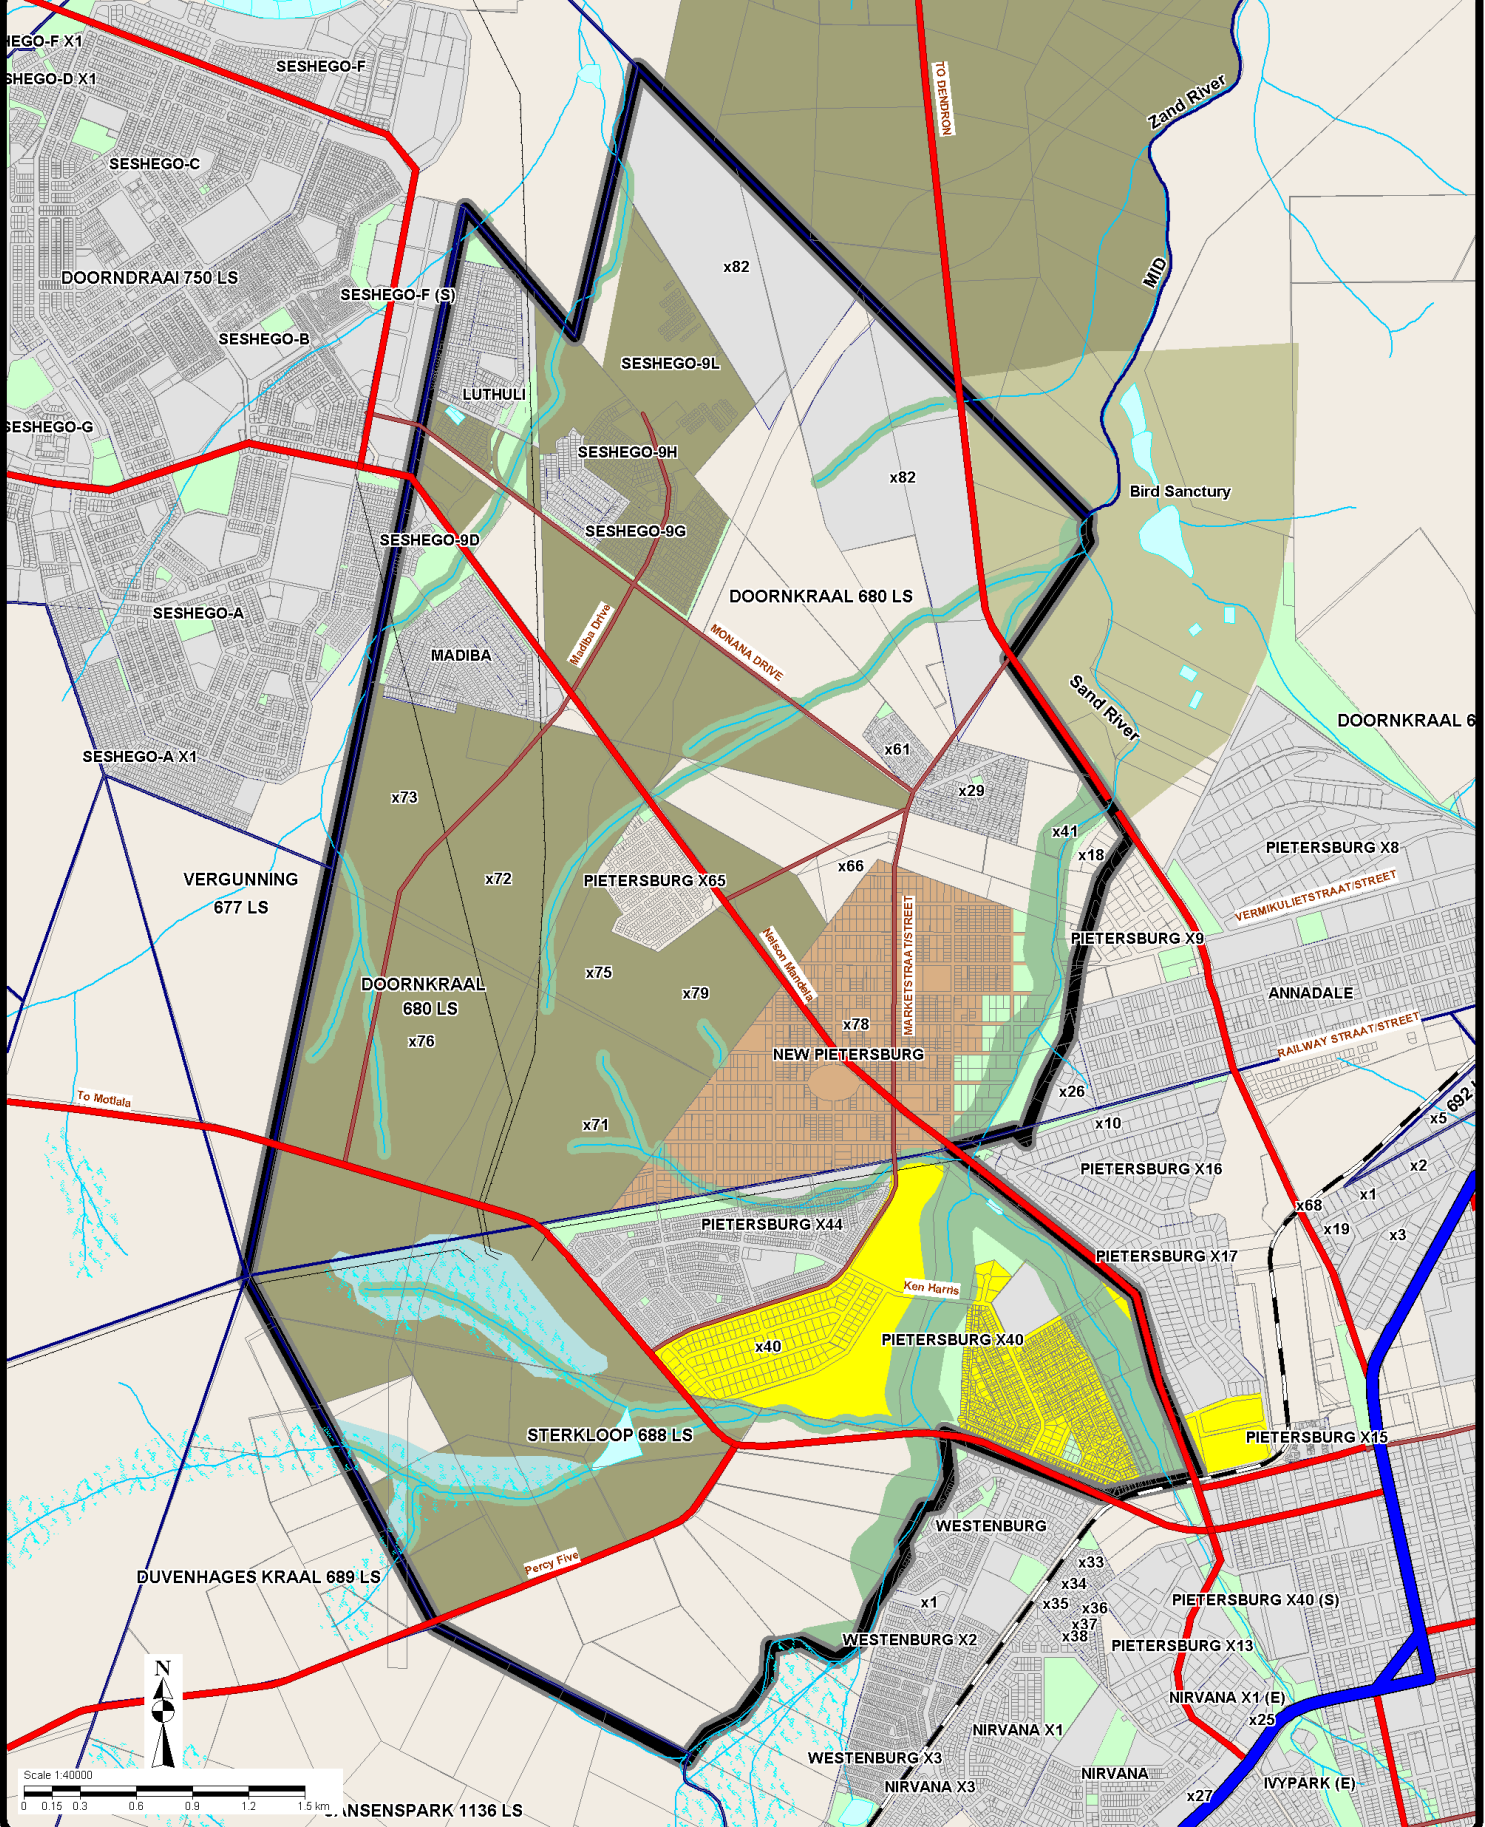 HEGO-F X1
SESHEGO-F
SHEGO-D X1
TO DENDRON
Zand River
SESHEGO-C
MID
x82
DOORNDRAAI 750 LS
SESHEGO-F (S)
SESHEGO-B
SESHEGO-9L
LUTHULI
SESHEGO-G
SESHEGO-9H
x82
Bird Sanctury
SESHEGO-9G
SESHEGO-9D
DOORNKRAAL 680 LS
SESHEGO-A
Madiba Drive
MONANA DRIVE
MADIBA
Sand River
DOORNKRAAL 6
SESHEGO-A X1
x61
x73
x29
x41
x18
PIETERSBURG X8
VERGUNNING
677 LS
x72
PIETERSBURG X65
x66
VERMIKULIETSTRAAT/STREET
MARKETSTRAAT/STREET
Nelson Mandela
PIETERSBURG X9
x75
DOORNKRAAL
680 LS
x79
ANNADALE
x78
x76
RAILWAY STRAAT/STREET
NEW PIETERSBURG
To Motlala
x26
692 L
x71
x10
x5
PIETERSBURG X16
x2
x1
x68
PIETERSBURG X44
x19
x3
PIETERSBURG X17
Ken Harris
x40
PIETERSBURG X40
STERKLOOP 688 LS
PIETERSBURG X15
WESTENBURG
Percy Five
x33
DUVENHAGES KRAAL 689 LS
x34
x1
x35
x36
PIETERSBURG X40 (S)
x37
x38
WESTENBURG X2
PIETERSBURG X13
N
NIRVANA X1 (E)
x25
NIRVANA X1
WESTENBURG X3
NIRVANA
NIRVANA X3
IVYPARK (E)
x27
Scale 1:40000
0 0.15 0.3 0.6 0.9 1.2 1.5 km
JANSENSPARK 1136 LS